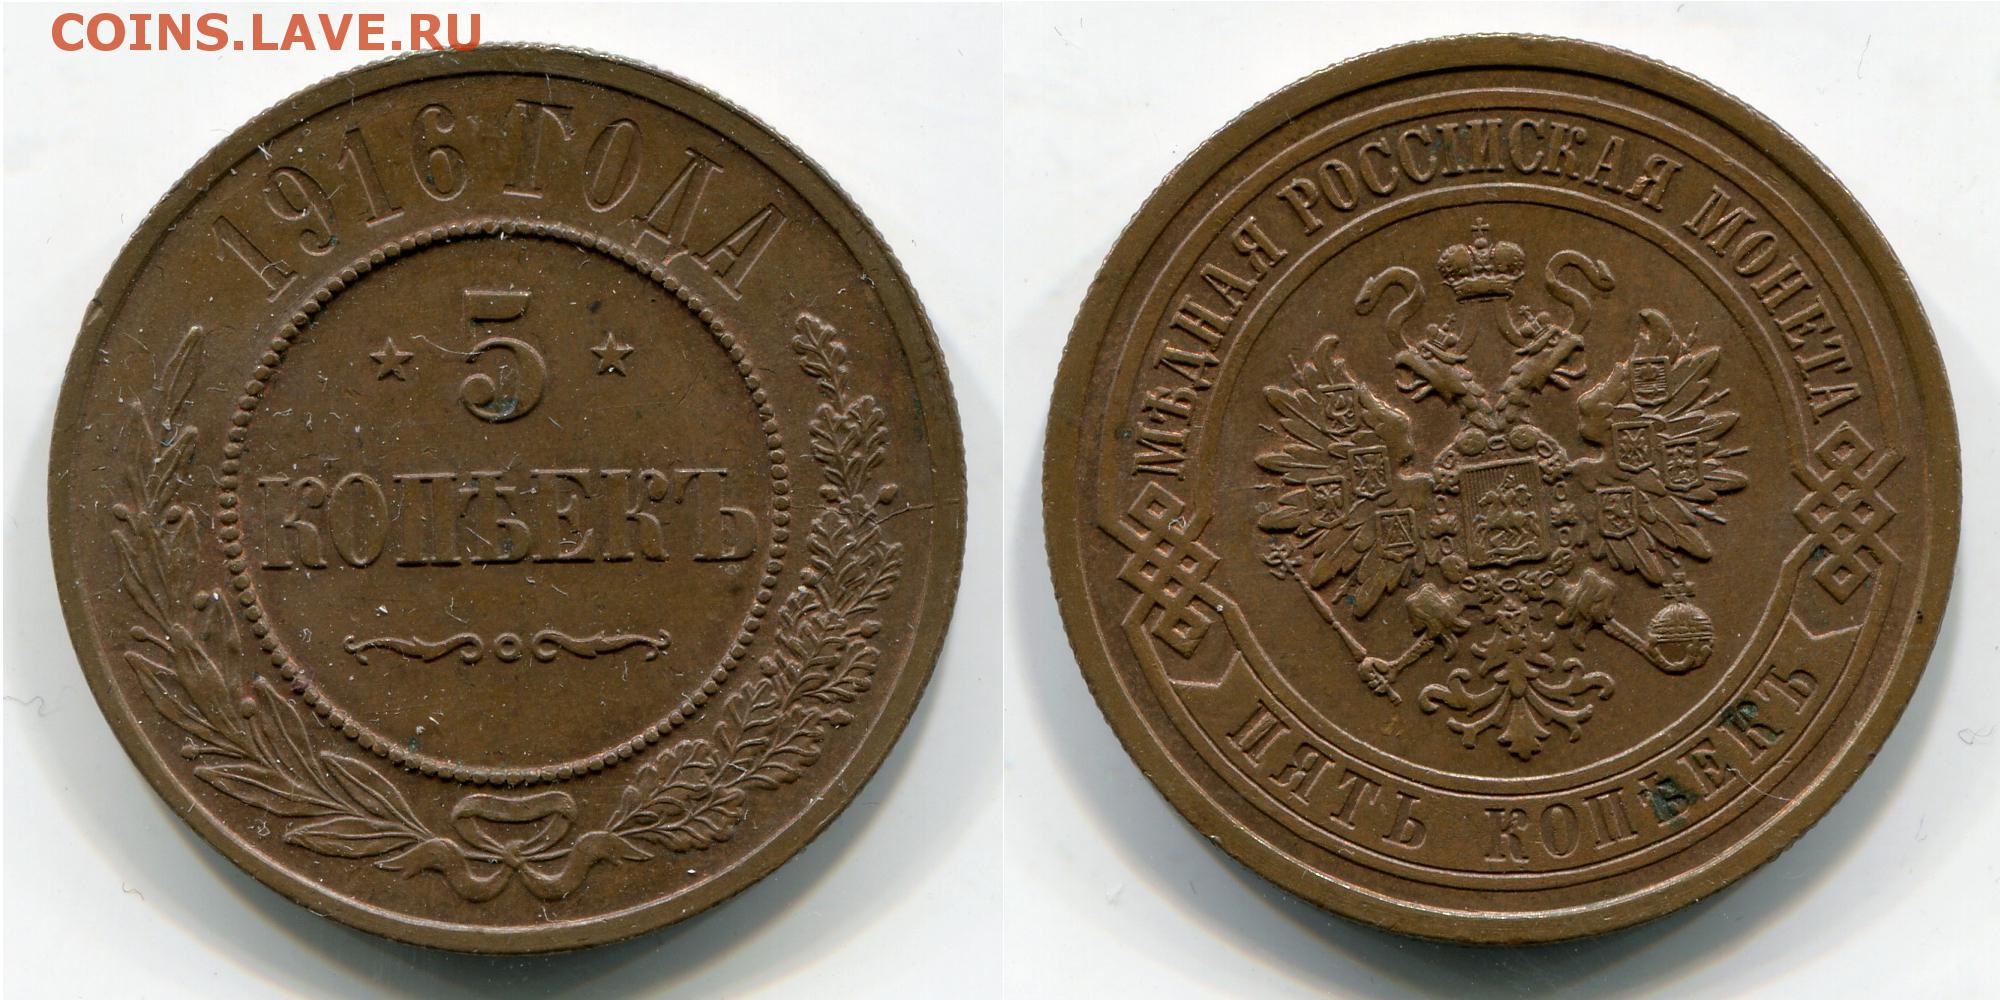 COINS.LAVE.RU
1916 ГОДА
5
КОПѢЕКЪ
МѢДНАЯ РОССІЙСКАЯ МОНЕТА
ПЯТЬ КОПѢЕКЪ